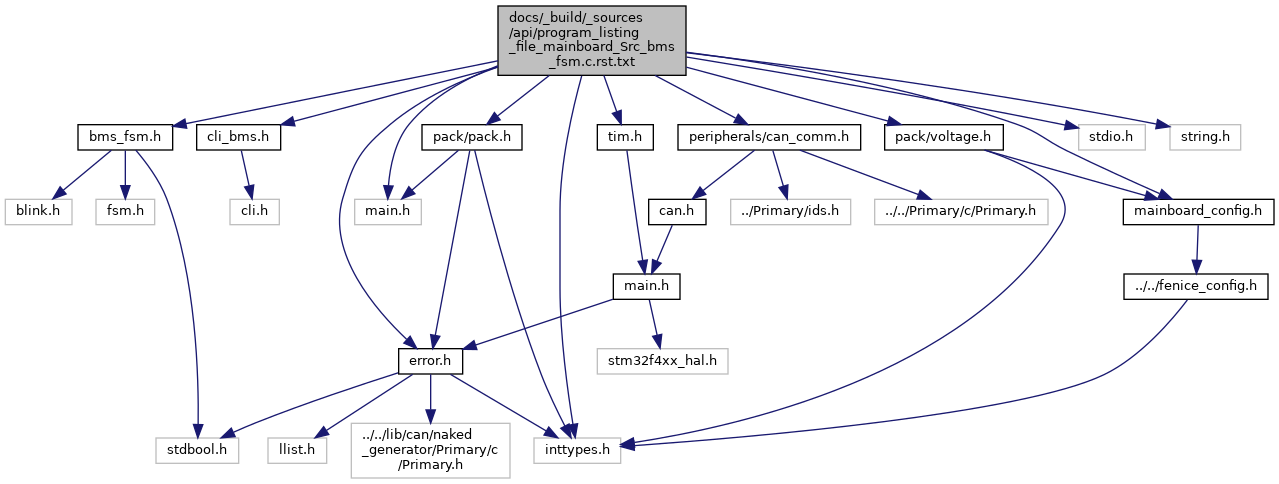 docs/_build/_sources
/api/program_listing
_file_mainboard_Src_bms
_fsm.c.rst.txt
bms_fsm.h
cli_bms.h
pack/pack.h
tim.h
peripherals/can_comm.h
pack/voltage.h
stdio.h
string.h
blink.h
fsm.h
cli.h
main.h
can.h
../Primary/ids.h
../../Primary/c/Primary.h
mainboard_config.h
main.h
../../fenice_config.h
error.h
stm32f4xx_hal.h
stdbool.h
llist.h
../../lib/can/naked
_generator/Primary/c
/Primary.h
inttypes.h